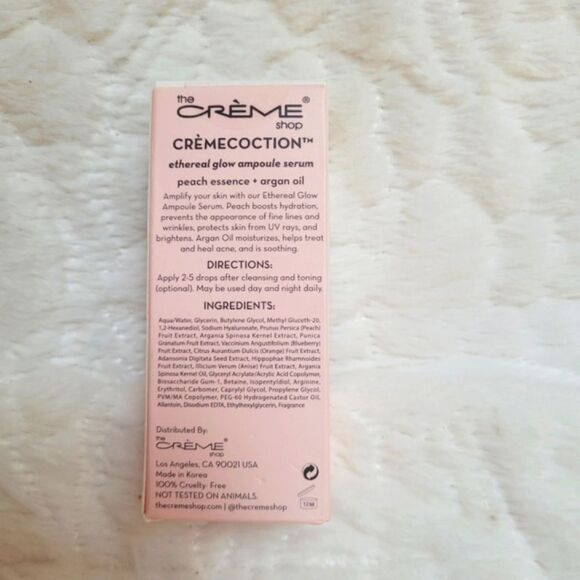 the
CRÈME®
shop
CRÈMECOCTION™
ethereal glow ampoule serum
peach essence + argan oil
Amplify your skin with our Ethereal Glow
Ampoule Serum. Peach boosts hydration,
prevents the appearance of fine lines and
wrinkles, protects skin from UV rays, and
brightens. Argan Oil moisturizes, helps treat
and heal acne, and is soothing.
DIRECTIONS:
Apply 2-5 drops after cleansing and toning
(optional). May be used day and night daily.
INGREDIENTS:
Aqua/Water, Glycerin, Butylene Glycol, Methyl Gluceth-20,
1,2-Hexanediol, Sodium Hyaluronate, Prunus Persica (Peach)
Fruit Extract, Argania Spinosa Kernel Extract, Punica
Granatum Fruit Extract, Vaccinium Angustifolium (Blueberry)
Fruit Extract, Citrus Aurantium Dulcis (Orange) Fruit Extract,
Adansonia Digitata Seed Extract, Hippophae Rhamnoides
Fruit Extract, Illicium Verum (Anise) Fruit Extract, Argania
Spinosa Kernel Oil, Glyceryl Acrylate/Acrylic Acid Copolymer,
Biosaccharide Gum-1, Betaine, Isopentyldiol, Arginine,
Erythritol, Carbomer, Caprylyl Glycol, Propylene Glycol,
PVM/MA Copolymer, PEG-60 Hydrogenated Castor Oil,
Allantoin, Disodium EDTA, Ethylhexylglycerin, Fragrance
Distributed By:
the
CRÈME®
shop
Los Angeles, CA 90021 USA
Made in Korea
100% Cruelty- Free
NOT TESTED ON ANIMALS.
thecremeshop.com | @thecremeshop
12M